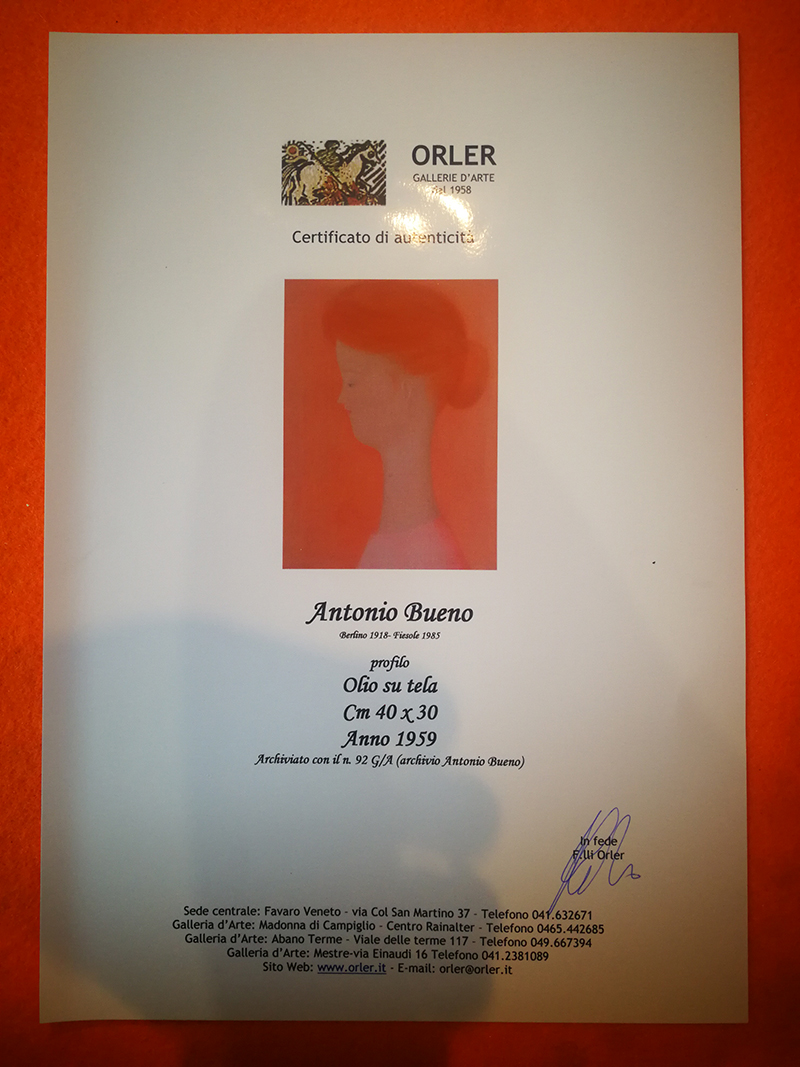 ORLER
GALLERIE D'ARTE
dal 1958
Certificato di autenticità
Antonio Bueno
Berlino 1918- Fiesole 1985
profilo
Olio su tela
Cm 40 x 30
Anno 1959
Archiviato con il n. 92 G/A (archivio Antonio Bueno)
In fede
F.lli Orler
Sede centrale: Favaro Veneto - via Col San Martino 37 - Telefono 041.632671
Galleria d'Arte: Madonna di Campiglio - Centro Rainalter - Telefono 0465.442685
Galleria d'Arte: Abano Terme - Viale delle terme 117 - Telefono 049.667394
Galleria d'Arte: Mestre-via Einaudi 16 Telefono 041.2381089
Sito Web: www.orler.it - E-mail: orler@orler.it